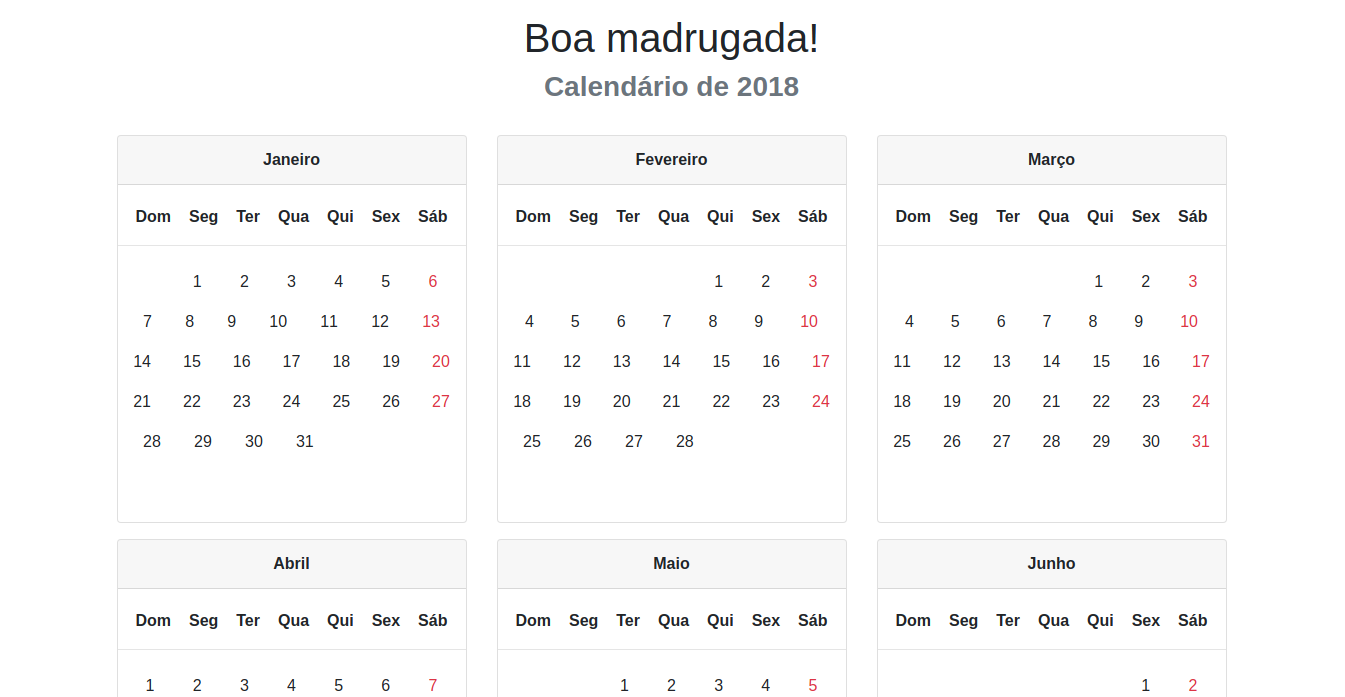 Boa madrugada!
Calendário de 2018
Janeiro
Dom Seg Ter Qua Qui Sex Sáb
1 2 3 4 5 6
7 8 9 10 11 12 13
14 15 16 17 18 19 20
21 22 23 24 25 26 27
28 29 30 31
Fevereiro
Dom Seg Ter Qua Qui Sex Sáb
1 2 3
4 5 6 7 8 9 10
11 12 13 14 15 16 17
18 19 20 21 22 23 24
25 26 27 28
Março
Dom Seg Ter Qua Qui Sex Sáb
1 2 3
4 5 6 7 8 9 10
11 12 13 14 15 16 17
18 19 20 21 22 23 24
25 26 27 28 29 30 31
Abril
Dom Seg Ter Qua Qui Sex Sáb
1 2 3 4 5 6 7
Maio
Dom Seg Ter Qua Qui Sex Sáb
1 2 3 4 5
Junho
Dom Seg Ter Qua Qui Sex Sáb
1 2